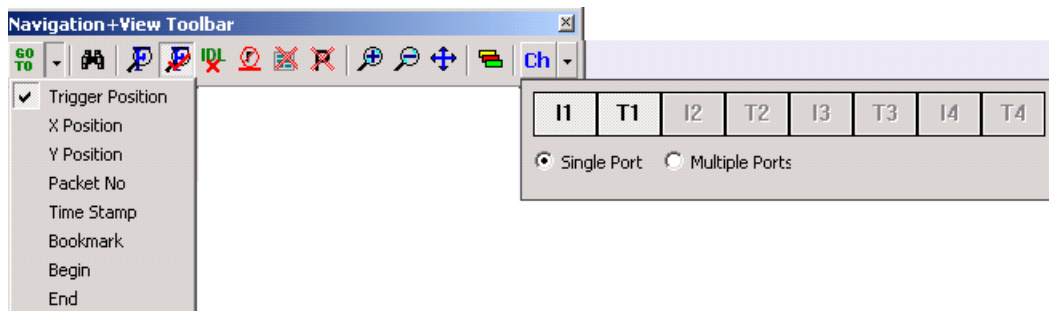 Navigation+View Toolbar
GO TO
IDL
Ch
Trigger Position
X Position
Y Position
Packet No
Time Stamp
Bookmark
Begin
End
I1 T1 I2 T2 I3 T3 I4 T4
Single Port Multiple Ports